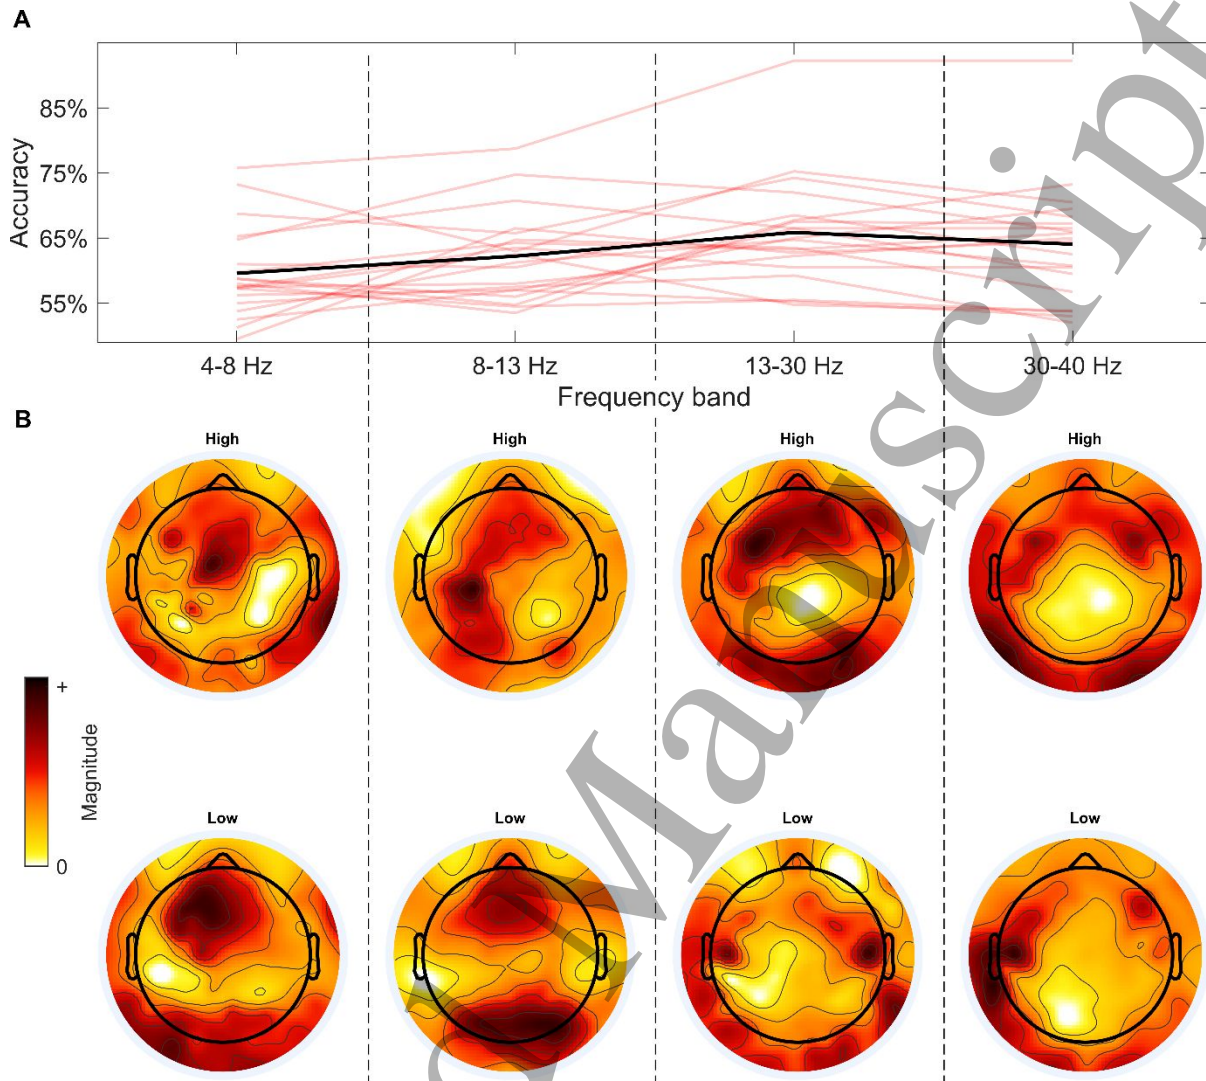 A
85%
75%
65%
55%
Accuracy
4-8 Hz
8-13 Hz
13-30 Hz
30-40 Hz
Frequency band
B
High
High
High
High
+
Magnitude
0
Low
Low
Low
Low
Manuscript